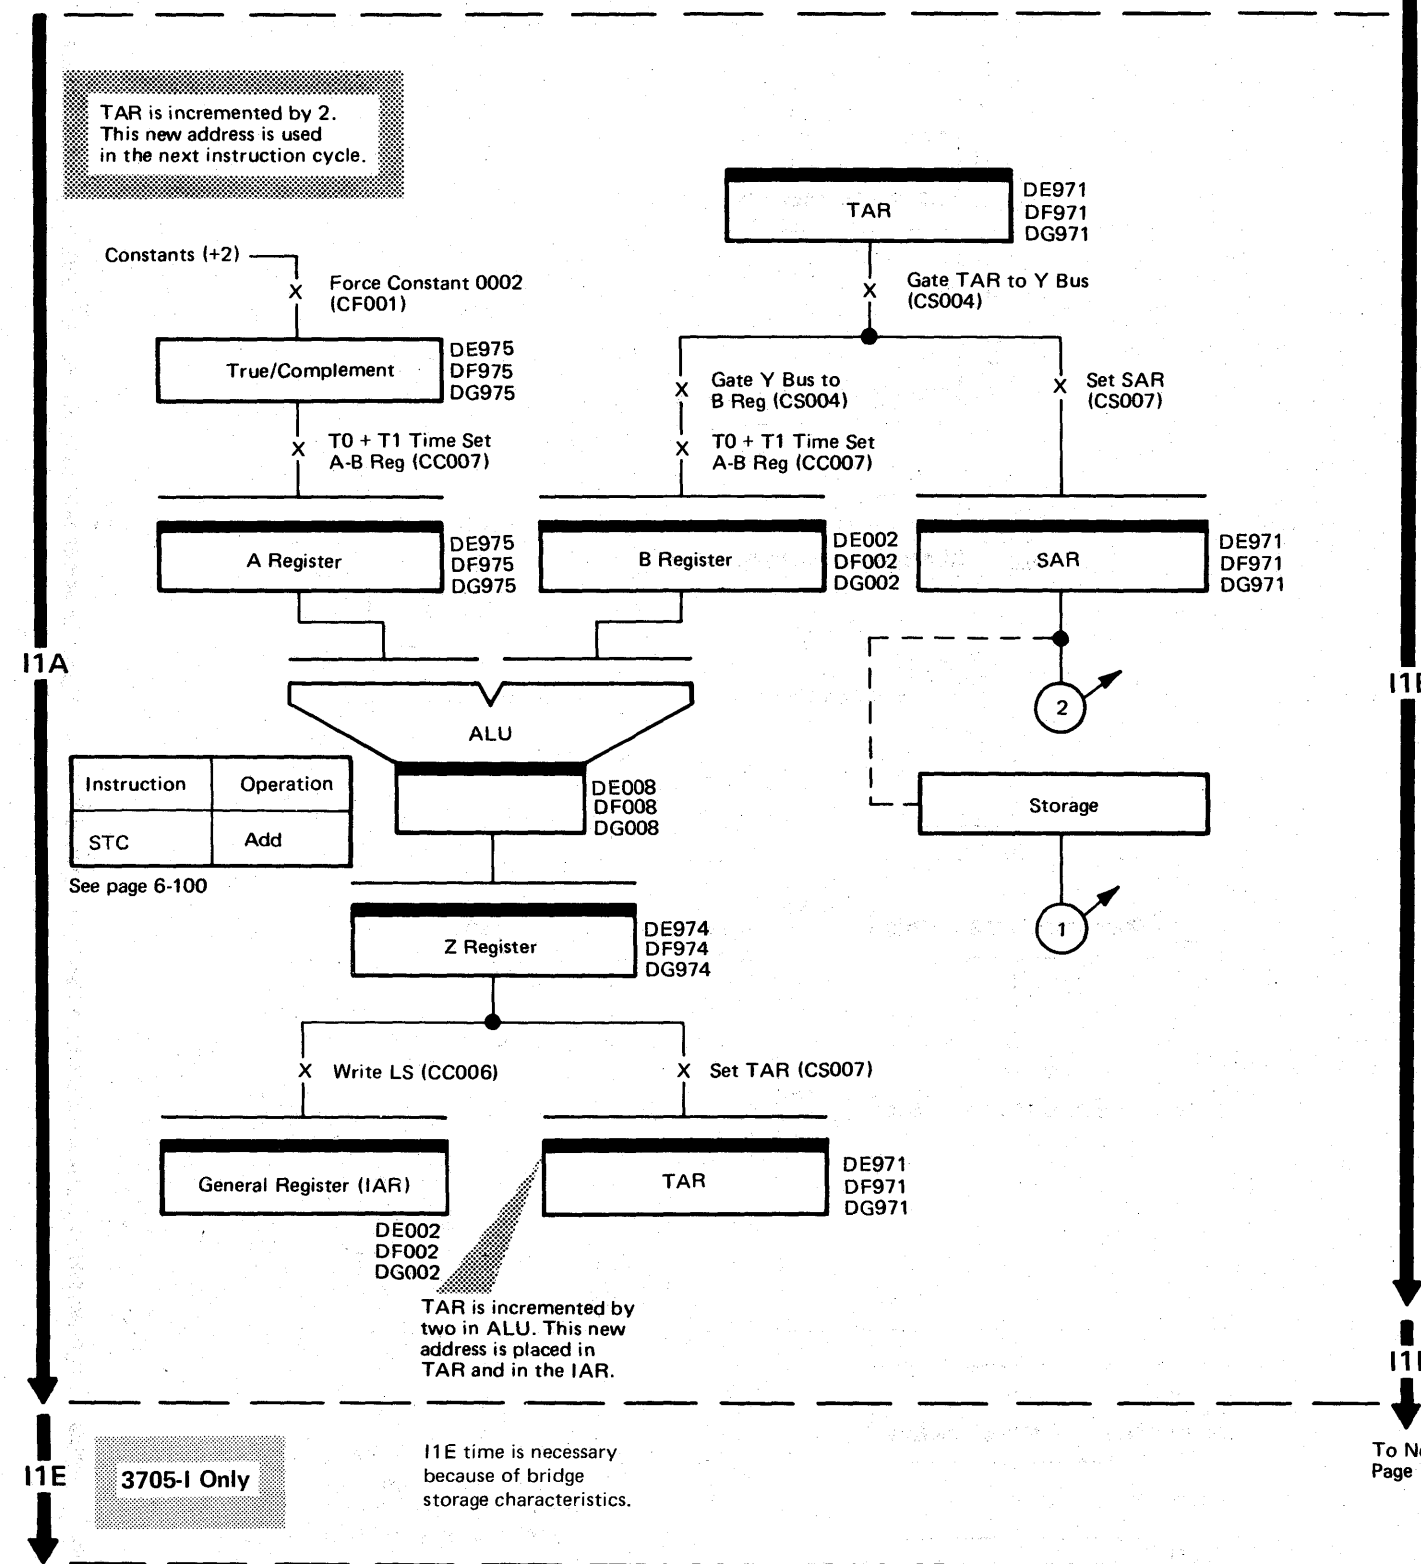 TAR is incremented by 2.
This new address is used
in the next instruction cycle.
TAR
DE971
DF971
DG971
Constants (+2)
Force Constant 0002
(CF001)
Gate TAR to Y Bus
(CS004)
True/Complement
DE975
DF975
DG975
Gate Y Bus to
B Reg (CS004)
Set SAR
(CS007)
T0 + T1 Time Set
A-B Reg (CC007)
T0 + T1 Time Set
A-B Reg (CC007)
A Register
DE975
DF975
DG975
B Register
DE002
DF002
DG002
SAR
DE971
DF971
DG971
I1A
2
ALU
DE008
DF008
DG008
Instruction Operation
STC Add
See page 6-100
Storage
1
Z Register
DE974
DF974
DG974
Write LS (CC006)
Set TAR (CS007)
General Register (IAR)
DE002
DF002
DG002
TAR
DE971
DF971
DG971
TAR is incremented by
two in ALU. This new
address is placed in
TAR and in the IAR.
I1E
3705-I Only
I1E time is necessary
because of bridge
storage characteristics.
To
Page